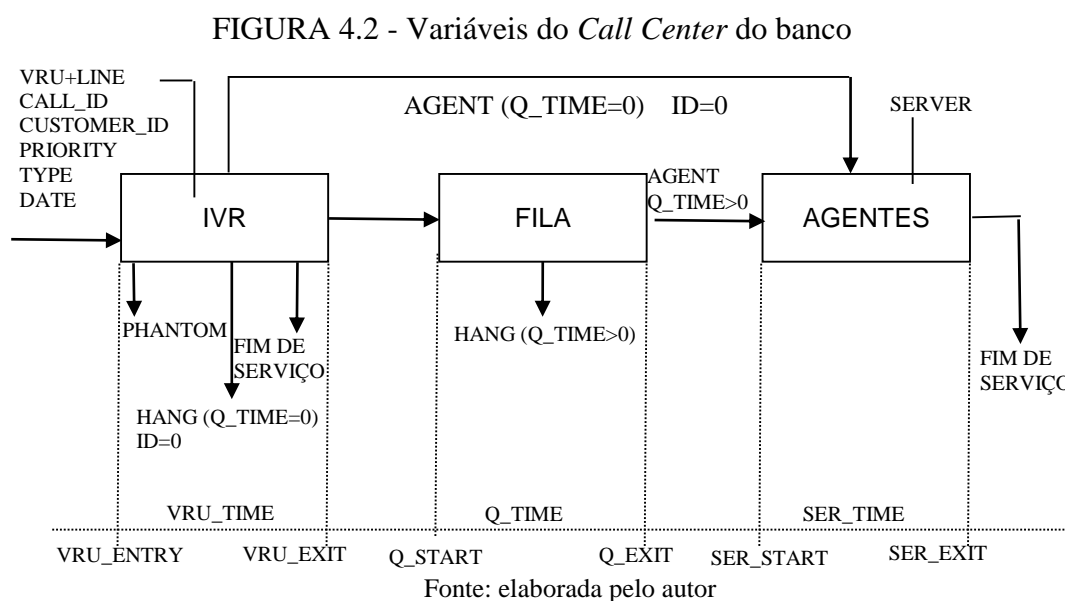 FIGURA 4.2 - Variáveis do Call Center do banco
VRU+LINE
CALL_ID
CUSTOMER_ID
PRIORITY
TYPE
DATE
AGENT (Q_TIME=0) ID=0
SERVER
IVR
FILA
AGENT
Q_TIME>0
AGENTES
PHANTOM
FIM DE
SERVIÇO
HANG (Q_TIME=0)
ID=0
HANG (Q_TIME>0)
FIM DE
SERVIÇO
VRU_TIME
Q_TIME
SER_TIME
VRU_ENTRY
VRU_EXIT
Q_START
Q_EXIT
SER_START
SER_EXIT
Fonte: elaborada pelo autor